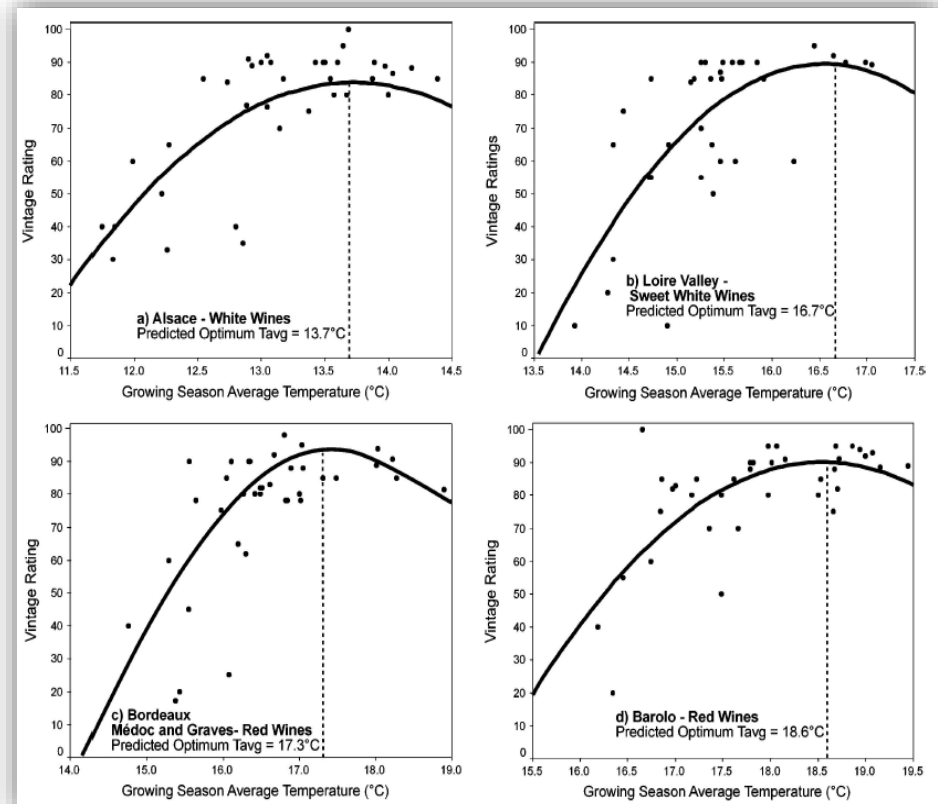 100
90
80
70
60
50
40
30
20
10
0
Vintage Rating
a) Alsace - White Wines
Predicted Optimum Tavg = 13.7°C
11.5 12.0 12.5 13.0 13.5 14.0 14.5
Growing Season Average Temperature (°C)
100
90
80
70
60
50
40
30
20
10
0
Vintage Ratings
b) Loire Valley -
Sweet White Wines
Predicted Optimum Tavg = 16.7°C
13.5 14.0 14.5 15.0 15.5 16.0 16.5 17.0 17.5
Growing Season Average Temperature (°C)
100
90
80
70
60
50
40
30
20
10
0
Vintage Rating
c) Bordeaux
Médoc and Graves- Red Wines
Predicted Optimum Tavg = 17.3°C
14.0 15.0 16.0 17.0 18.0 19.0
Growing Season Average Temperature (°C)
100
90
80
70
60
50
40
30
20
10
0
Vintage Rating
d) Barolo - Red Wines
Predicted Optimum Tavg = 18.6°C
15.5 16.0 16.5 17.0 17.5 18.0 18.5 19.0 19.5
Growing Season Average Temperature (°C)